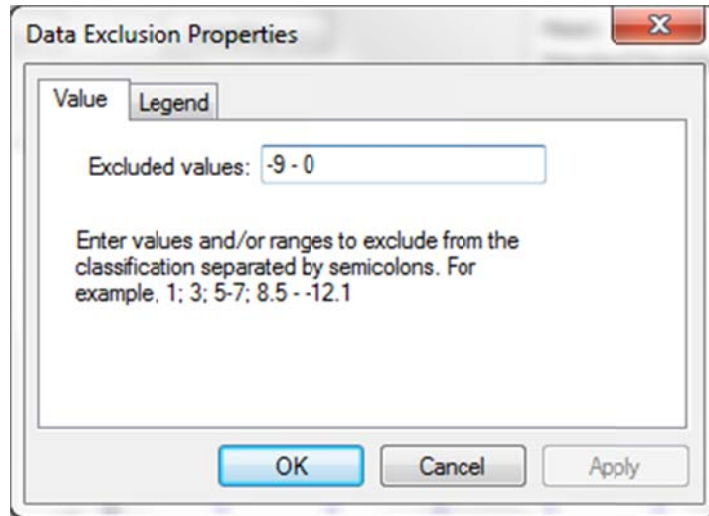 Data Exclusion Properties
Value Legend
Excluded values: -9 - 0
Enter values and/or ranges to exclude from the
classification separated by semicolons. For
example, 1; 3; 5-7; 8.5 - -12.1
OK Cancel Apply